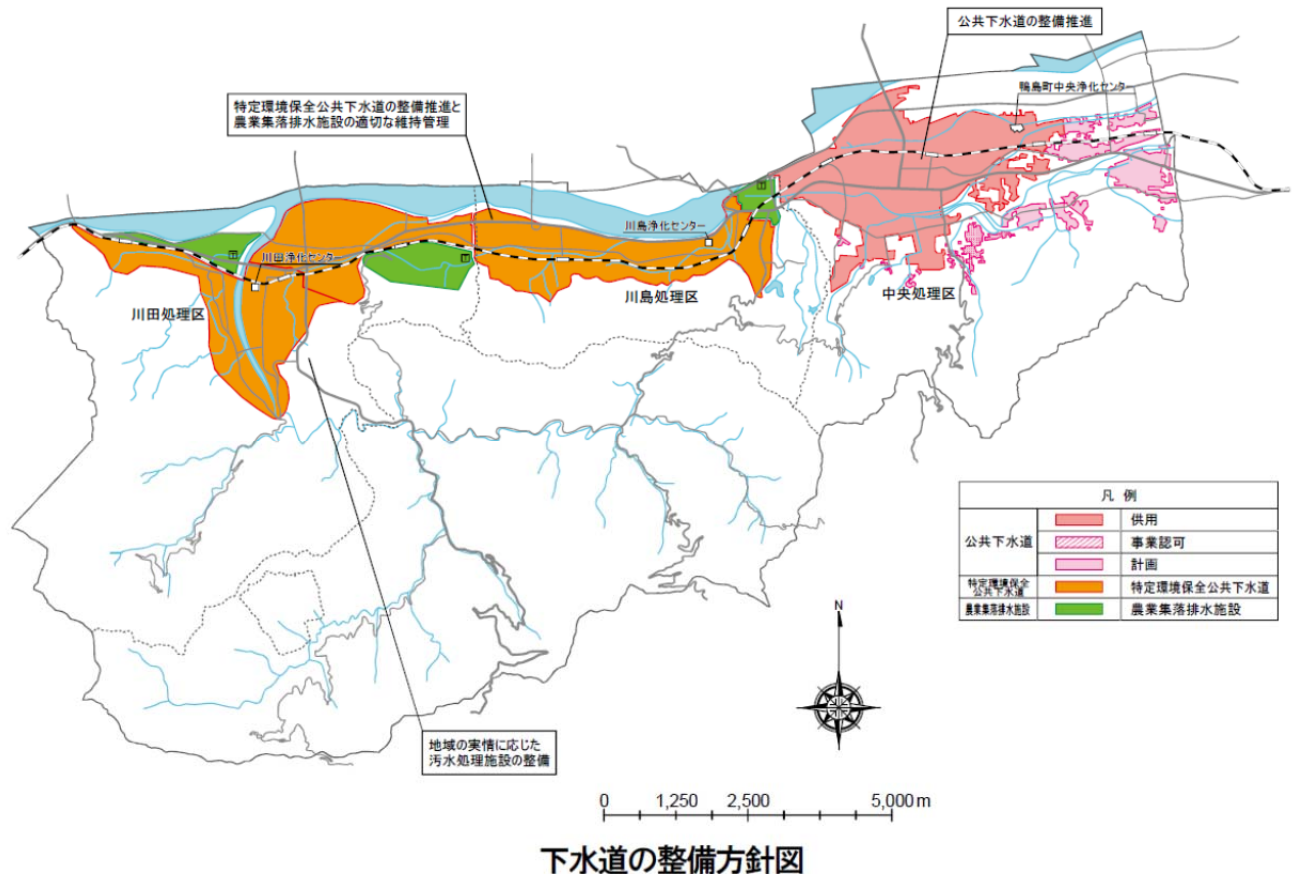 公共下水道の整備推進
鴨島町中央浄化センター
特定環境保全公共下水道の整備推進と
農業集落排水施設の適切な維持管理
川島浄化センター
川田浄化センター
川田処理区
川島処理区
中央処理区
凡 例
公共下水道
供用
事業認可
計画
特定環境保全
公共下水道
特定環境保全公共下水道
農業集落排水施設
農業集落排水施設
N
地域の実情に応じた
汚水処理施設の整備
0 1,250 2,500 5,000m
下水道の整備方針図